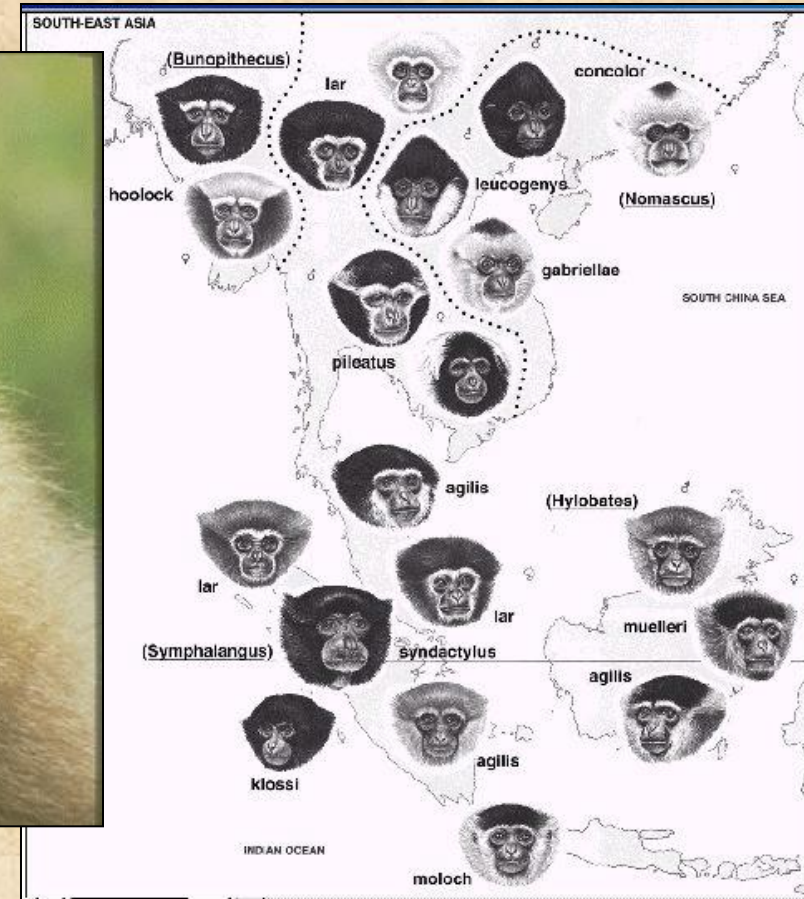 SOUTH-EAST ASIA
(Bunopithecus)
lar
concolor
hoolock
leucogenys
(Nomascus)
gabriellae
SOUTH CHINA SEA
pileatus
agilis
(Hylobates)
lar
lar
muelleri
(Symphalangus)
syndactylus
agilis
klossi
agilis
INDIAN OCEAN
moloch